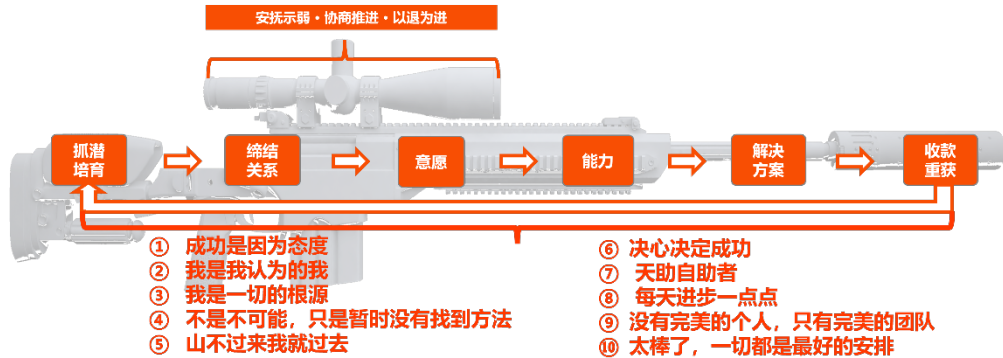 安抚示弱·协商推进·以退为进
抓潜
培育
缔结
关系
意愿
能力
解决
方案
收款
重获
① 成功是因为态度
② 我是我认为的我
③ 我是一切的根源
④ 不是不可能，只是暂时没有找到方法
⑤ 山不过来我就过去
⑥ 决心决定成功
⑦ 天助自助者
⑧ 每天进步一点点
⑨ 没有完美的个人，只有完美的团队
⑩ 太棒了，一切都是最好的安排